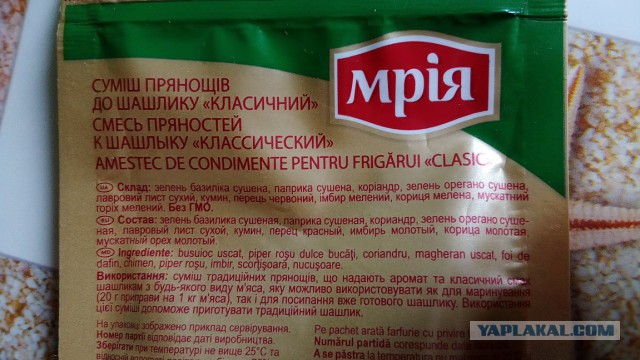 мрія
СУМІШ ПРЯНОЩІВ
ДО ШАШЛИКУ «КЛАСИЧНИЙ»
СМЕСЬ ПРЯНОСТЕЙ
К ШАШЛЫКУ «КЛАССИЧЕСКИЙ»
AMESTEC DE CONDIMENTE PENTRU FRIGĂRUI «CLASIC»
UA Склад: зелень базиліка сушена, паприка сушена, коріандр, зелень орегано сушена,
лавровий лист сухий, кумин, перець червоний, імбир мелений, кориця мелена, мускатний
горіх мелений. Без ГМО.
RU Состав: зелень базилика сушеная, паприка сушеная, кориандр, зелень орегано суше-
ная, лавровый лист сухой, кумин, перец красный, имбирь молотый, корица молотая,
мускатный орех молотый.
MD Ingrediente: busuioc uscat, piper roşu dulce bucăţi, coriandru, magheran uscat, foi de
dafin, chimen, piper roşu, imbir, scorţişoară, nucuşoare.
Використання: суміш традиційних прянощів, що надають аромат та класичний смак
шашликам з будь-якого виду м'яса, яку можливо використовувати як для маринування
(20 г приправи на 1 кг м'яса), так і для посипання вже готового шашлику. Використання
цієї суміші допоможе приготувати традиційний шашлик,
На упаковці зображено приклад сервірування.
Номер партії відповідає даті виробництва.
Зберігати при температурі не вище 25°С та
Pe pachet arată farfurie cu privire
Numărul partidă corespunde data
A se păstra la temperatura nu
YAPLAKAL.COM